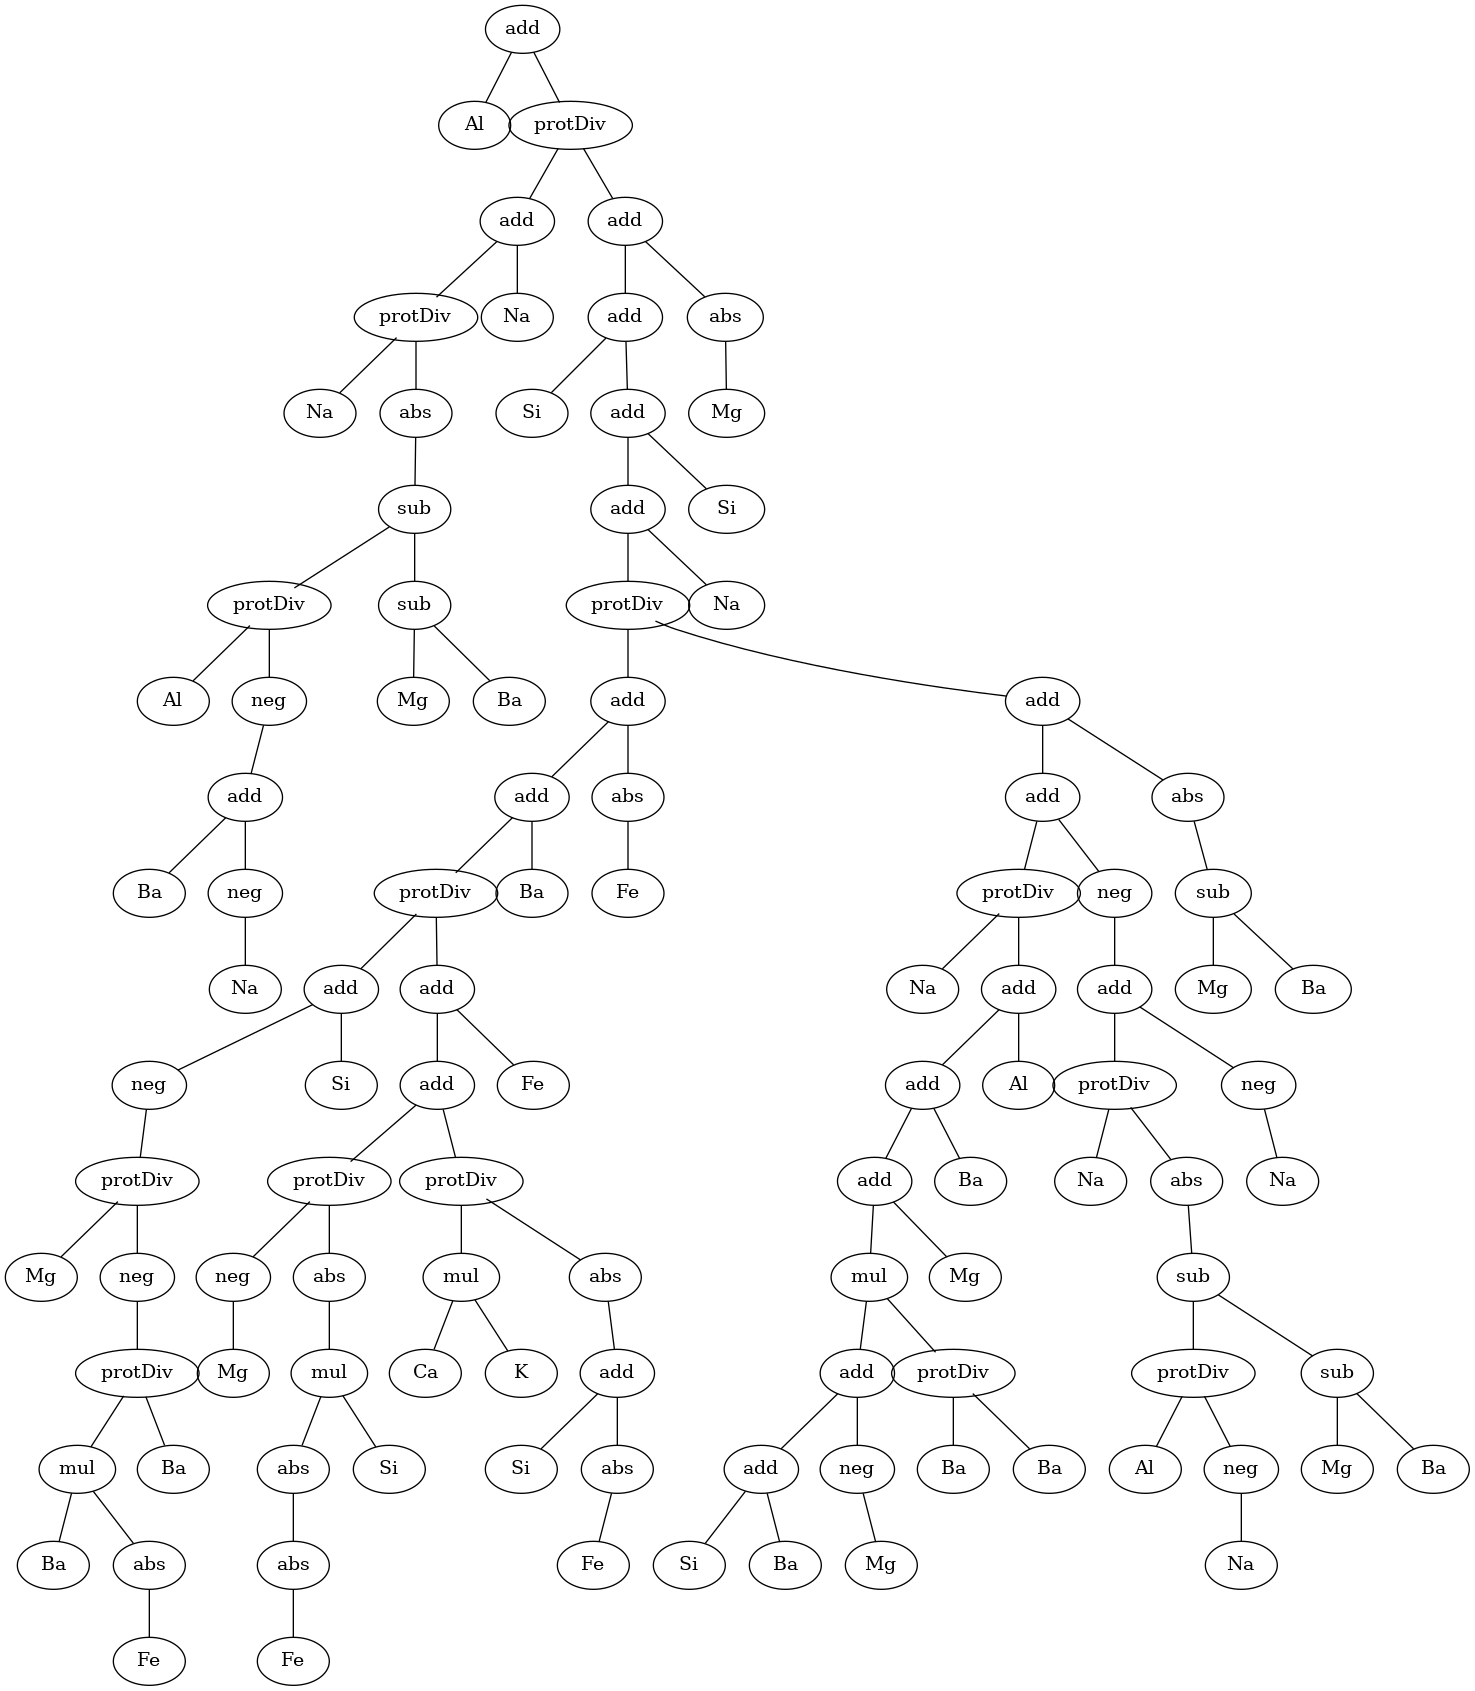 add
Al protDiv
add add
protDiv Na add abs
Na abs Si add Mg
sub add Si
protDiv sub protDiv Na
Al neg Mg Ba add add
add add abs add abs
Ba neg protDiv Ba Fe protDiv neg sub
Na add add Na add add Mg Ba
neg Si add Fe add Al protDiv neg
protDiv protDiv protDiv add Ba Na abs Na
Mg neg neg abs mul abs mul Mg sub
protDiv Mg mul Ca K add add protDiv protDiv sub
mul Ba abs Si Si abs add neg Ba Ba Al neg Mg Ba
Ba abs abs Fe Si Ba Mg Na
Fe Fe